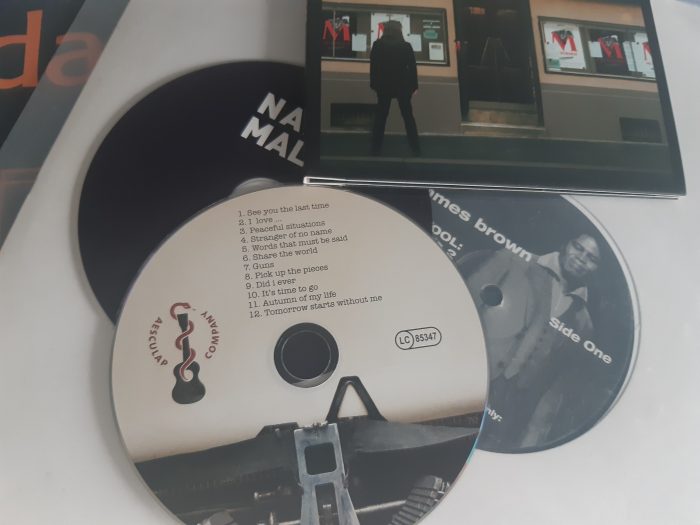 da
M
M
M
NA
MAL
1. See you the last time
2. I love ...
3. Peaceful situations
4. Stranger of no name
5. Words that must be said
6. Share the world
7. Guns
8. Pick up the pieces
9. Did i ever
10. It's time to go
11. Autumn of my life
12. Tomorrow starts without me
AESCULAP COMPANY
LC 85347
ames brown
OOL:
Side One
nly: